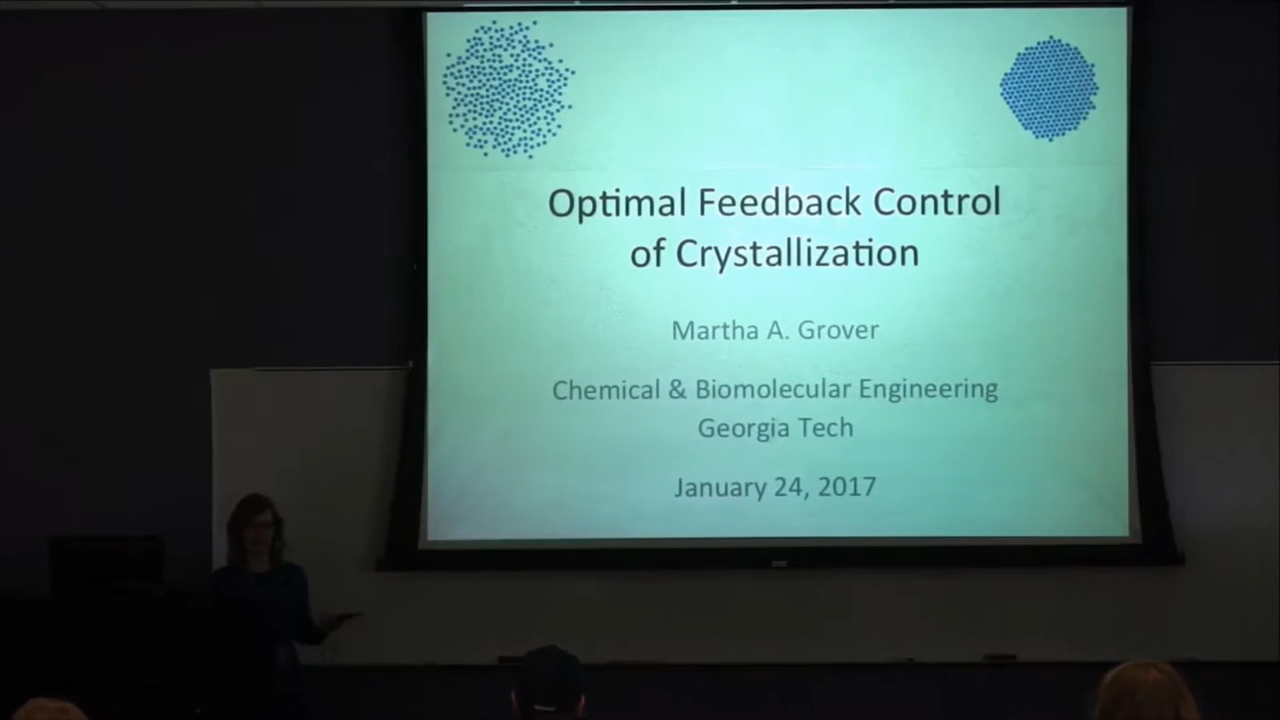 Optimal Feedback Control
of Crystallization
Martha A. Grover
Chemical & Biomolecular Engineering
Georgia Tech
January 24, 2017